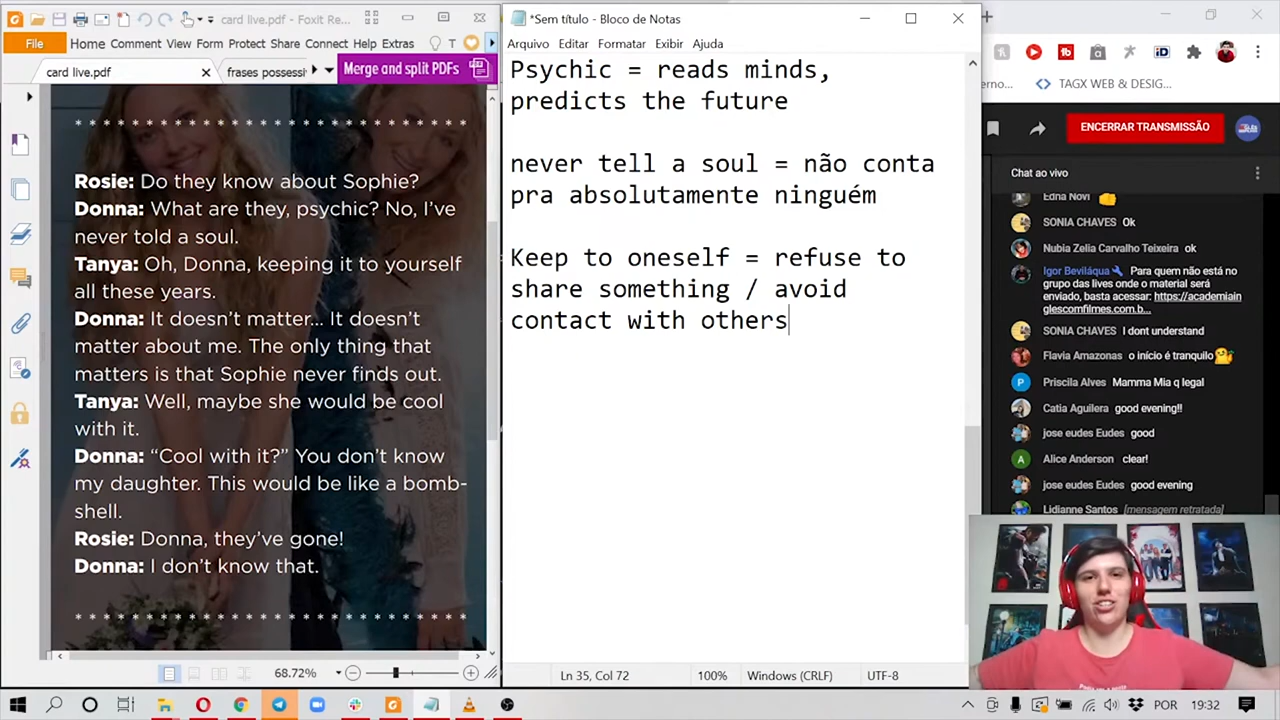 card live.pdf - Foxit Re...
*Sem título - Bloco de Notas
File Home Comment View Form Protect Share Connect Help Extras
Arquivo Editar Formatar Exibir Ajuda
card live.pdf
frases possessi
Merge and split PDFs
erno...
TAGX WEB & DESIG...
ENCERRAR TRANSMISSÃO
Rosie: Do they know about Sophie?
Donna: What are they, psychic? No, I've
never told a soul.
Tanya: Oh, Donna, keeping it to yourself
all these years.
Donna: It doesn't matter... It doesn't
matter about me. The only thing that
matters is that Sophie never finds out.
Tanya: Well, maybe she would be cool
with it.
Donna: "Cool with it?" You don't know
my daughter. This would be like a bomb-
shell.
Rosie: Donna, they've gone!
Donna: I don't know that.
68.72%
Psychic = reads minds,
predicts the future
never tell a soul = não conta
pra absolutamente ninguém
Keep to oneself = refuse to
share something / avoid
contact with others
Ln 35, Col 72 100% Windows (CRLF) UTF-8
Chat ao vivo
Edna Novi
SONIA CHAVES Ok
Nubia Zelia Carvalho Teixeira ok
Igor Beviláqua Para quem não está no
grupo das lives onde o material será
enviado, basta acessar: https://academiain
glescomfilmes.com.b...
SONIA CHAVES I dont understand
Flavia Amazonas o início é tranquilo
Priscila Alves Mamma Mia q legal
Catia Aguilera good evening!!
jose eudes Eudes good
Alice Anderson clear!
jose eudes Eudes good evening
Lidianne Santos [mensagem retratada]
POR 19:32